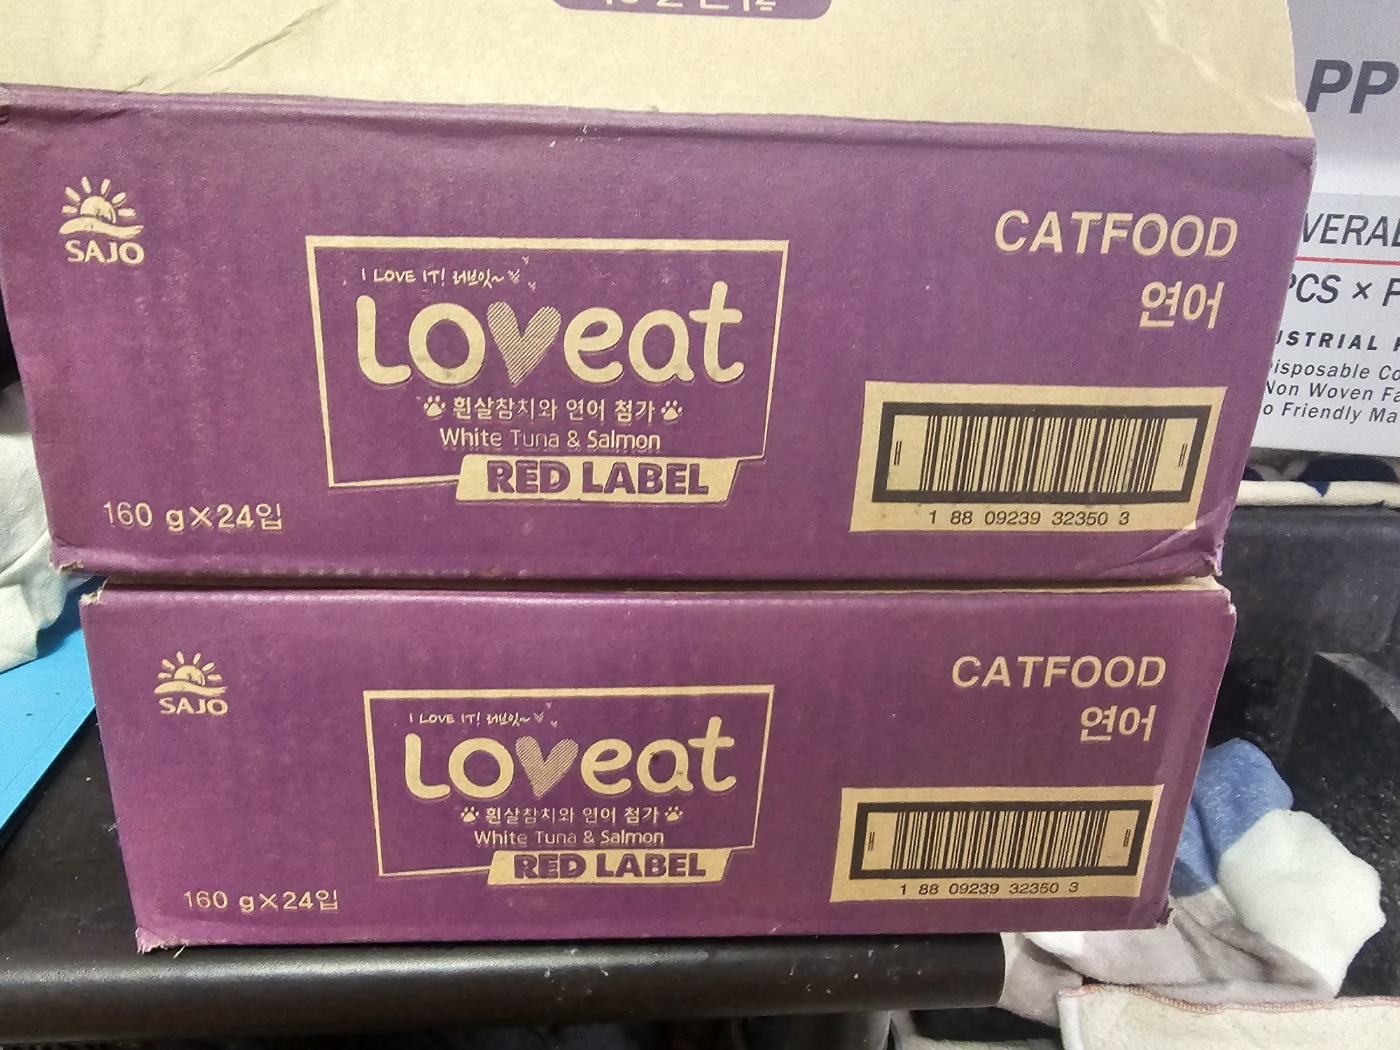 SAJO
I LOVE IT! 러브잇~
Loveat
흰살참치와 연어 첨가
White Tuna & Salmon
RED LABEL
160 g×24입
CATFOOD
연어
1 88 09239 32350 3
SAJO
I LOVE IT! 러브잇~
Loveat
흰살참치와 연어 첨가
White Tuna & Salmon
RED LABEL
160 g×24입
CATFOOD
연어
1 88 09239 32350 3
PCS ×
Non Woven
Friendly